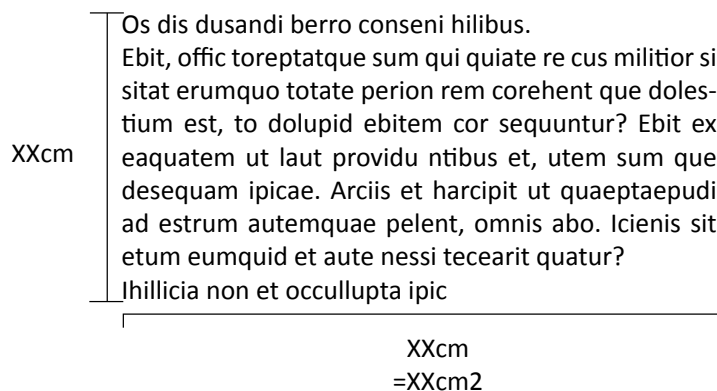 Os dis dusandi berro conseni hilibus.
Ebit, offic toreptatque sum qui quiate re cus militior si
sitat erumquo totate perion rem corehent que doles-
tium est, to dolupid ebitem cor sequuntur? Ebit ex
eaquatem ut laut providu ntibus et, utem sum que
desequam ipicae. Arciis et harcipit ut quaeptaepudi
ad estrum autemquae pelent, omnis abo. Icienis sit
etum eumquid et aute nessi tecearit quatur?
Ihillicia non et occullupta ipic
XXcm
XXcm
=XXcm2